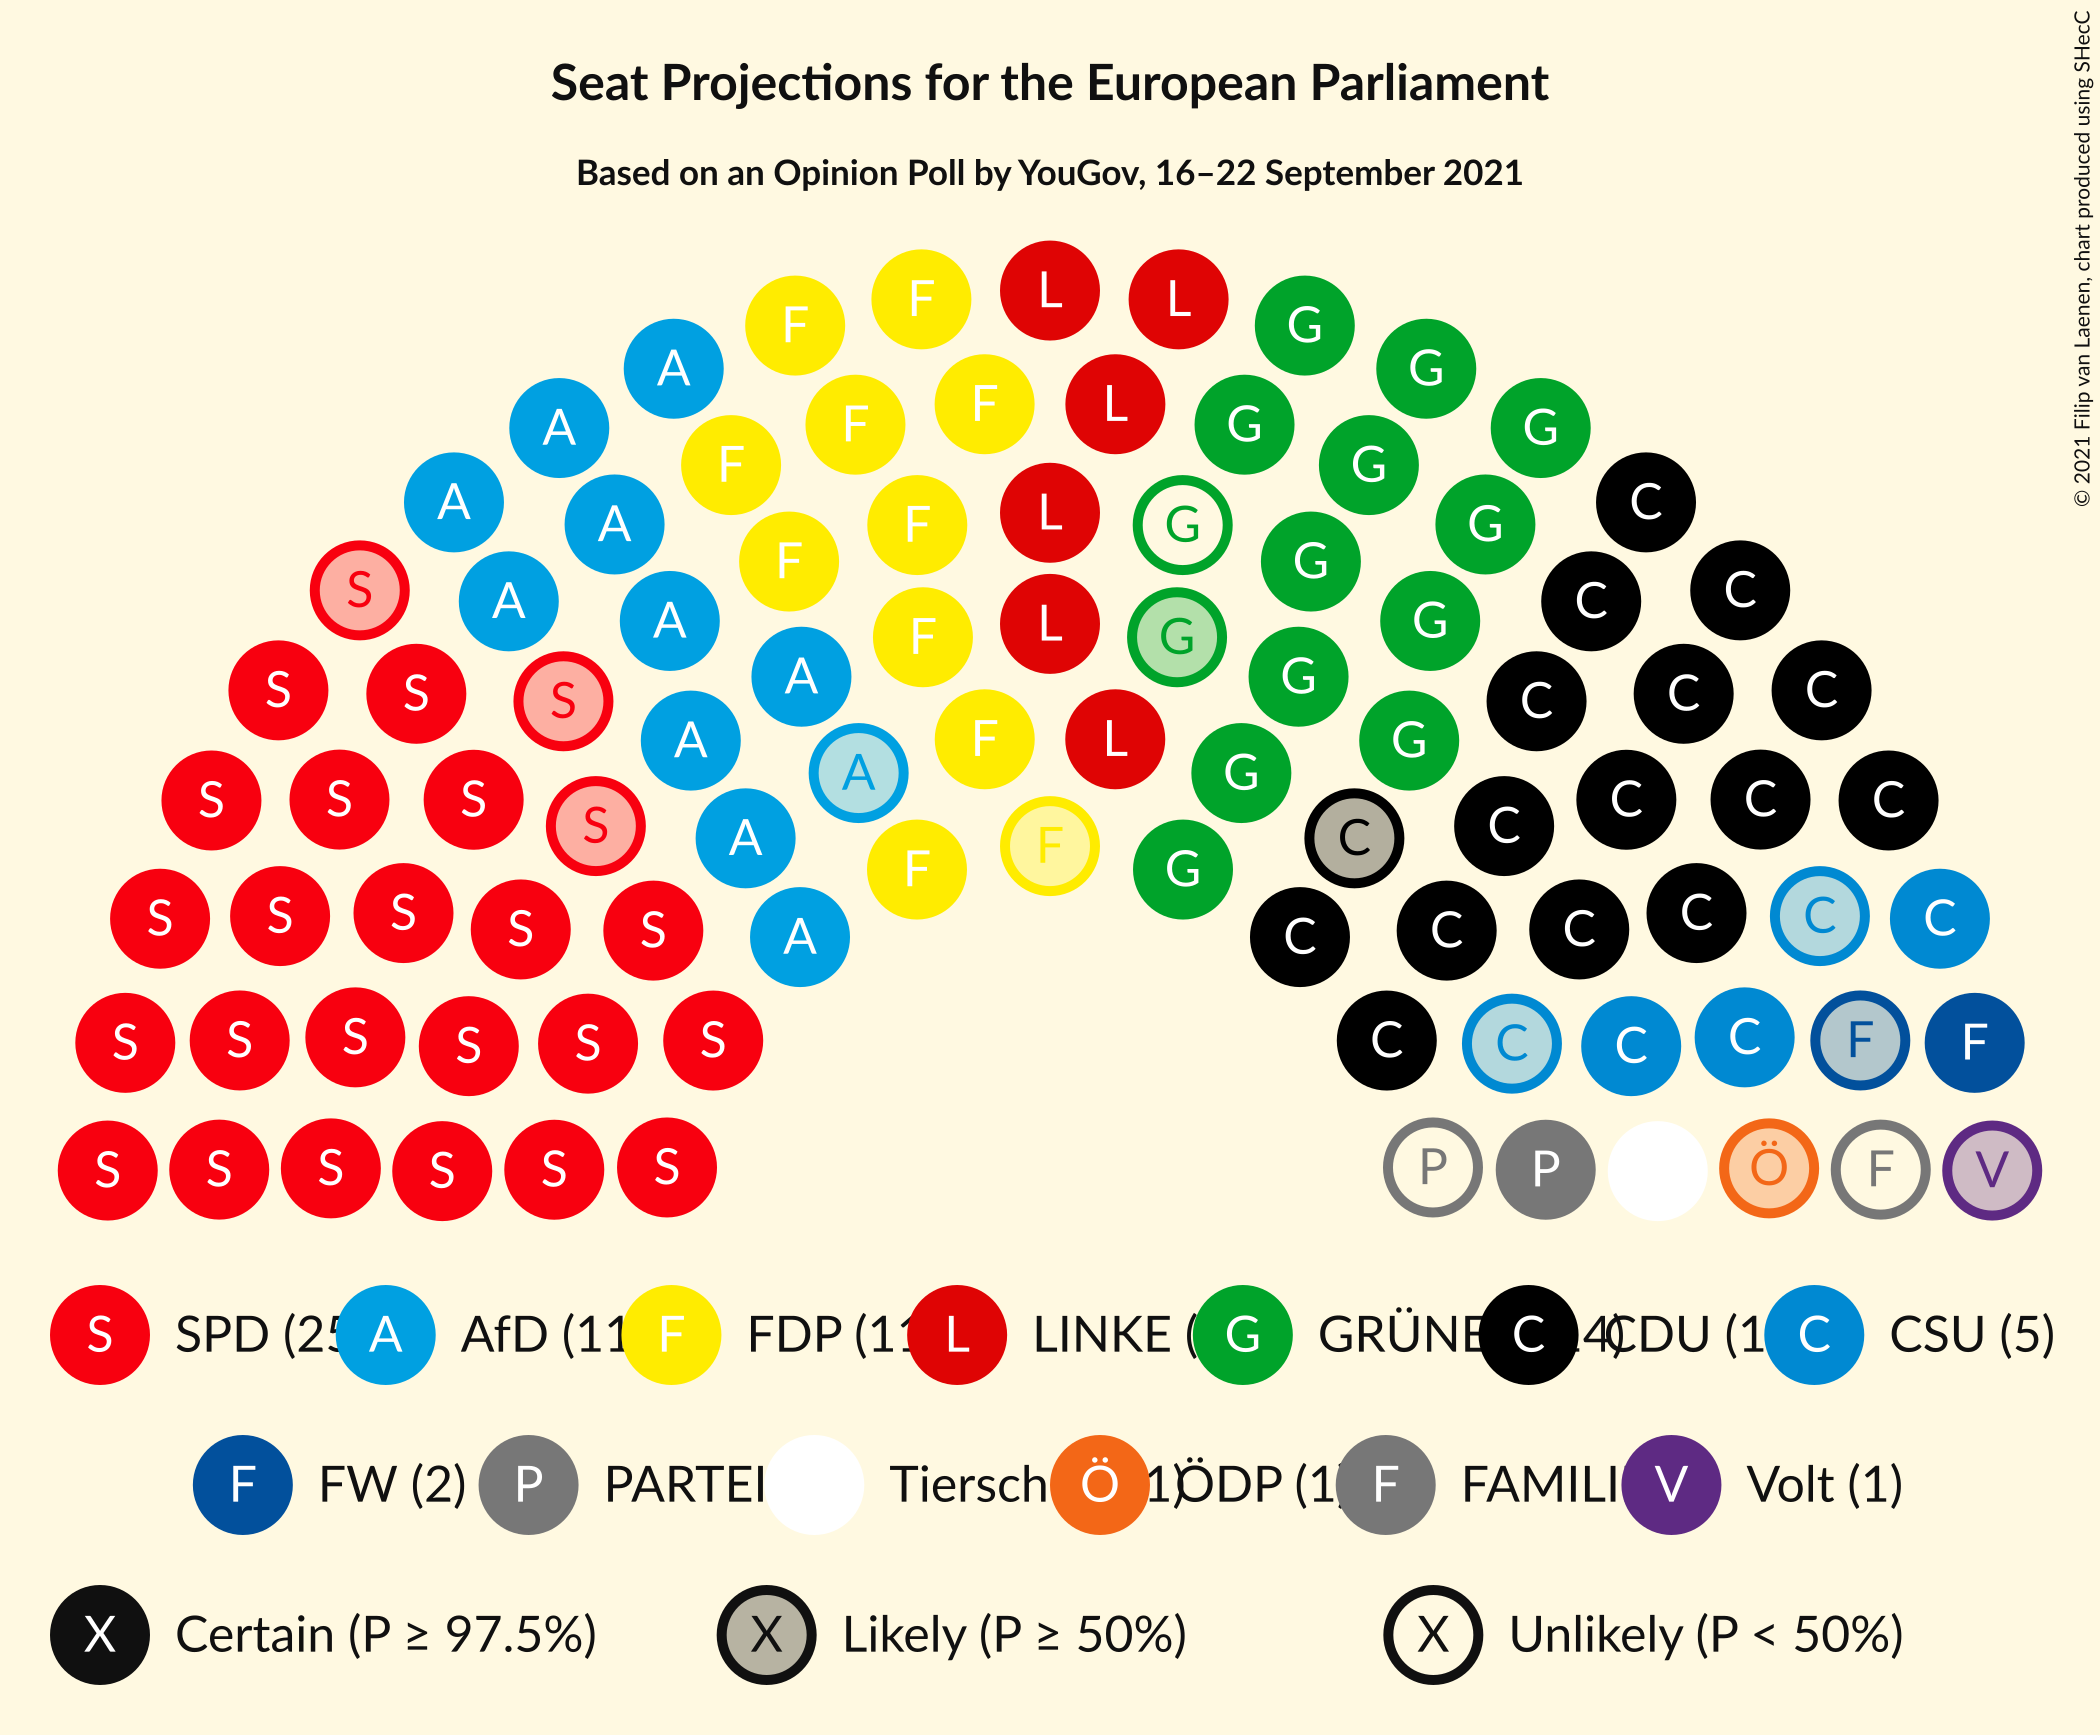 Seat Projections for the European Parliament
Based on an Opinion Poll by YouGov, 16–22 September 2021
© 2021 Filip van Laenen, chart produced using SHecC
F F L L G
A G
A F F L G G
F G
A A F L G G C
F G
S A A F L G G C C
S S S A G C C C
A F L G
S S S A G C C C
S A F C C
F G
S S S S S A C C C C C C
S S S S S S C C C C F F
S S S S S S P P Ö F V
S SPD (25 A AfD (11 F FDP (11 L LINKE ( G GRÜNE C 4) CDU (1 C CSU (5)
F FW (2) P PARTEI Tiersch Ö 1) ÖDP (1 F FAMILI V Volt (1)
X Certain (P ≥ 97.5%) X Likely (P ≥ 50%) X Unlikely (P < 50%)